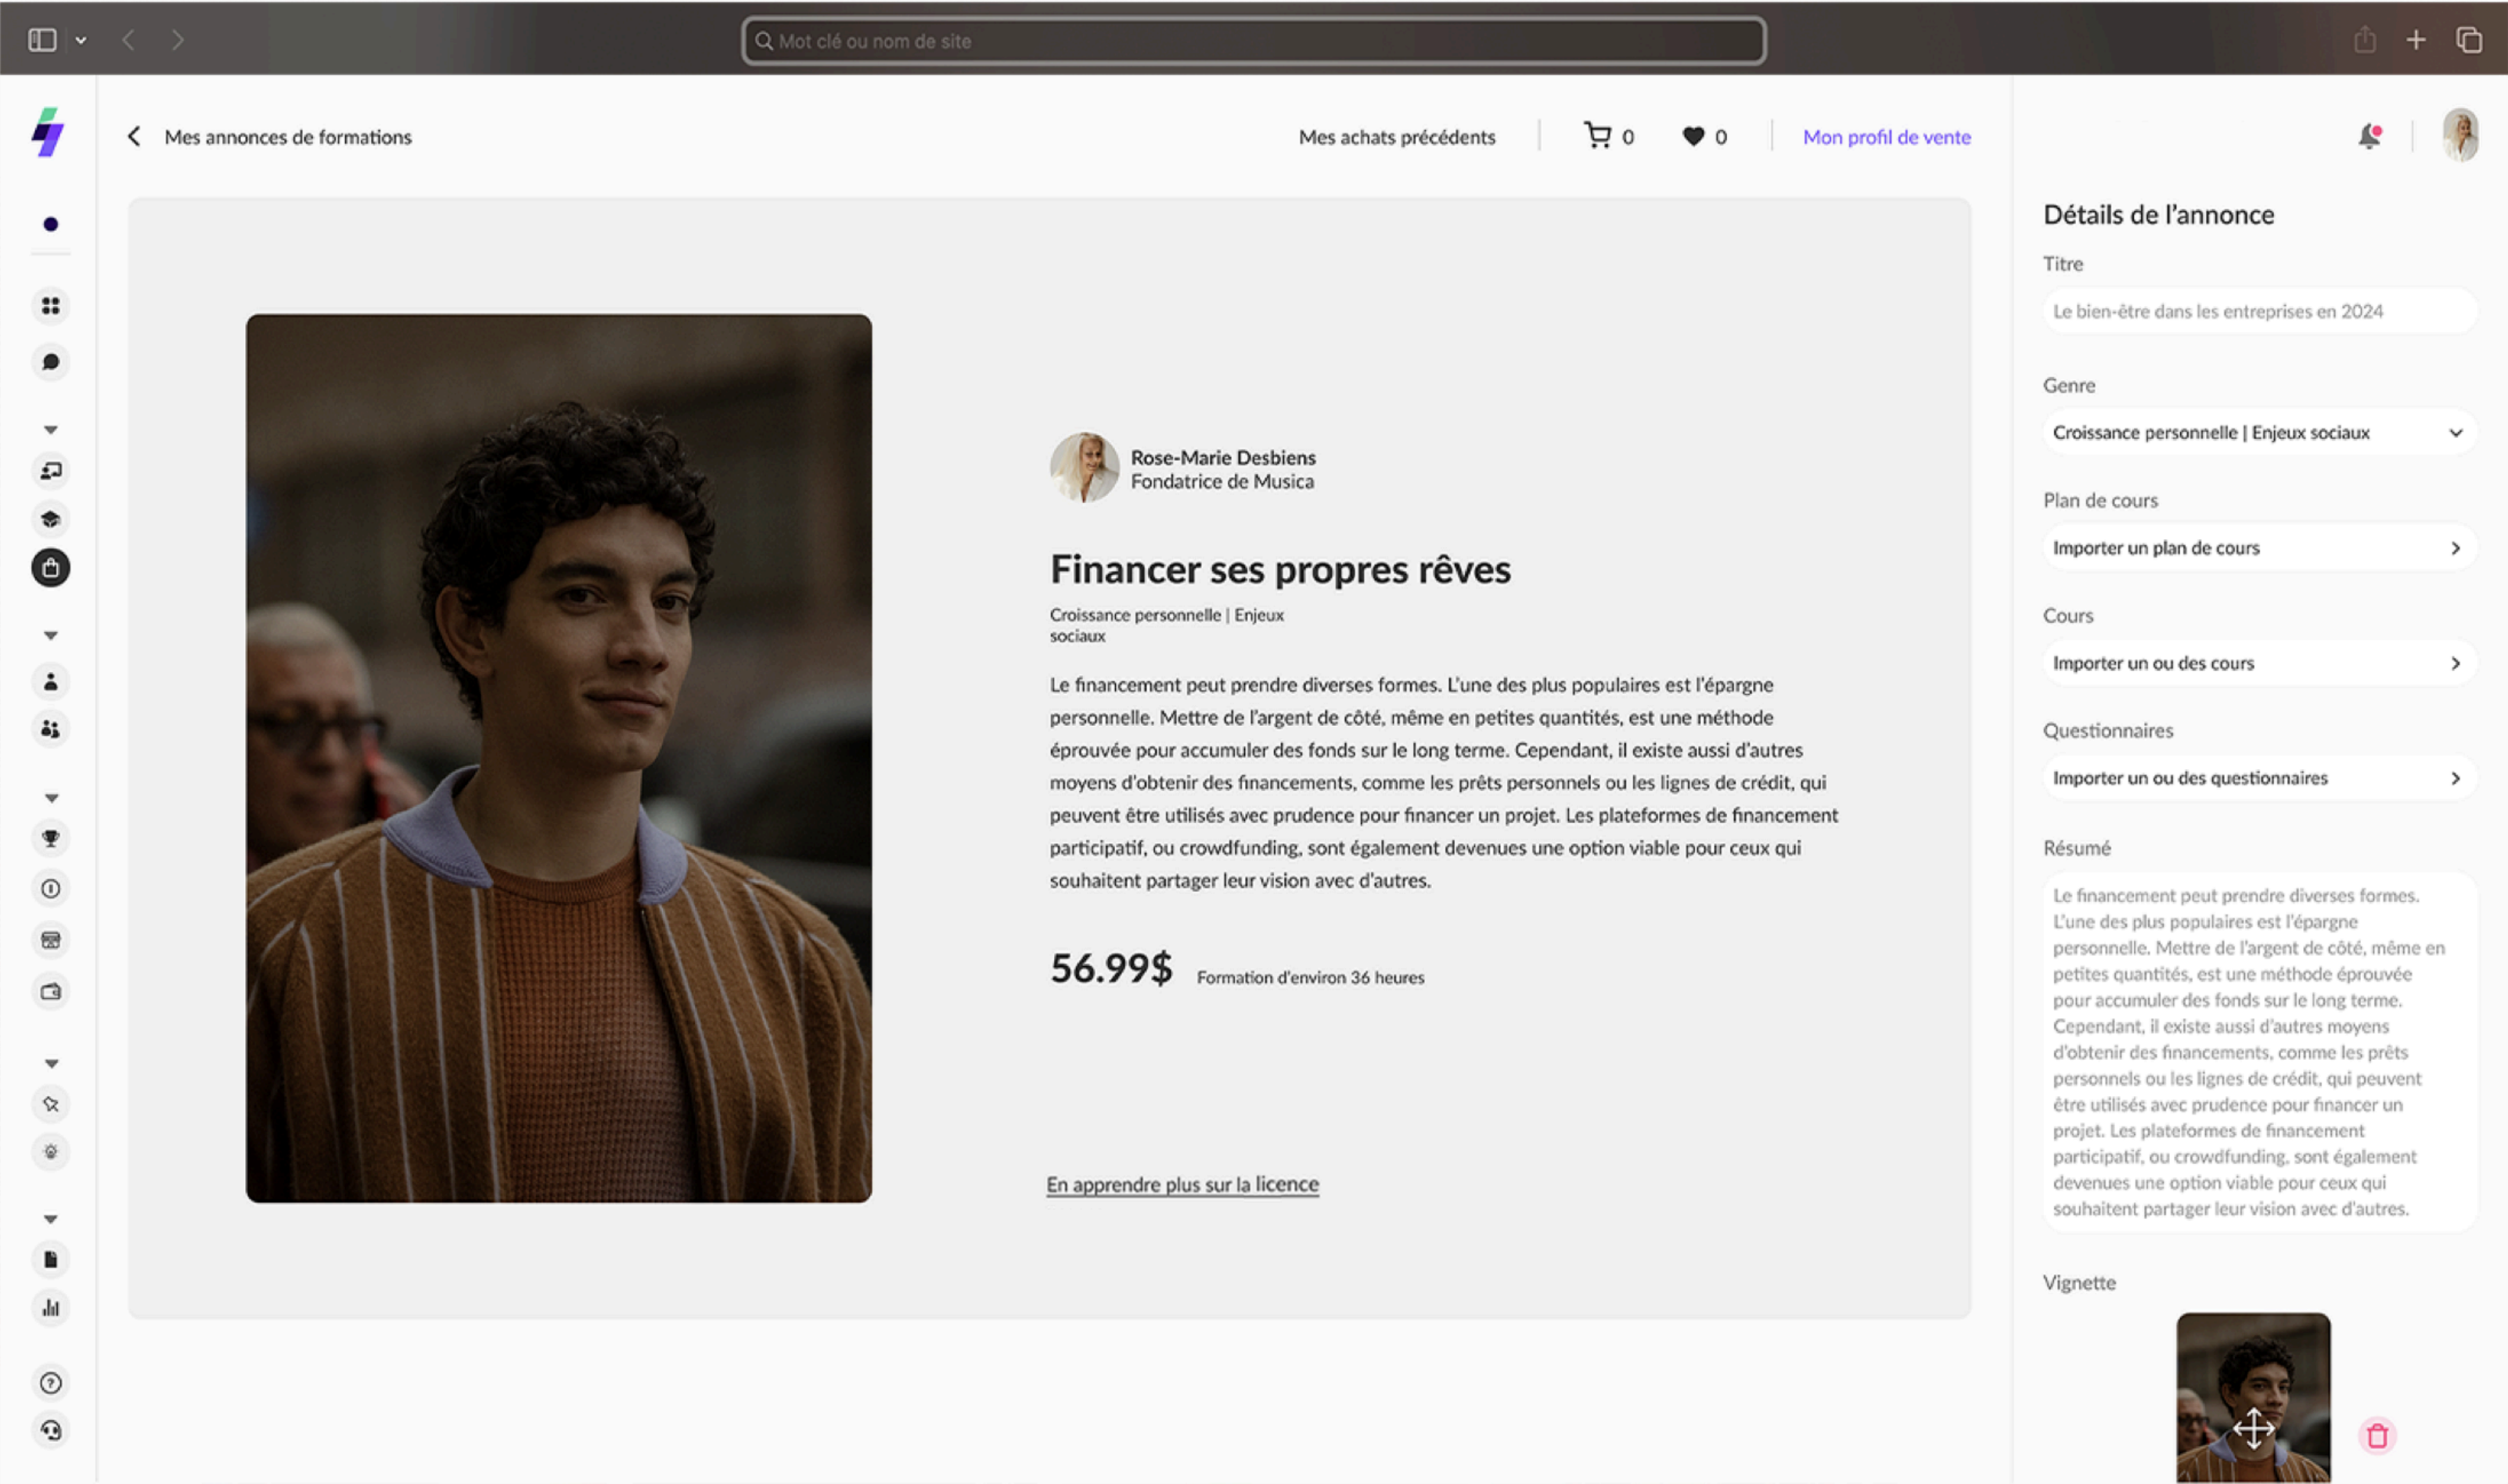 Mot clé ou nom de site
Mes annonces de formations
Mes achats précédents
0
0
Mon profil de vente
Rose-Marie Desbiens
Fondatrice de Musica
Financer ses propres rêves
Croissance personnelle | Enjeux
sociaux
Le financement peut prendre diverses formes. L'une des plus populaires est l'épargne
personnelle. Mettre de l'argent de côté, même en petites quantités, est une méthode
éprouvée pour accumuler des fonds sur le long terme. Cependant, il existe aussi d'autres
moyens d'obtenir des financements, comme les prêts personnels ou les lignes de crédit, qui
peuvent être utilisés avec prudence pour financer un projet. Les plateformes de financement
participatif, ou crowdfunding, sont également devenues une option viable pour ceux qui
souhaitent partager leur vision avec d'autres.
56.99$ Formation d'environ 36 heures
En apprendre plus sur la licence
Détails de l'annonce
Titre
Le bien-être dans les entreprises en 2024
Genre
Croissance personnelle | Enjeux sociaux
Plan de cours
Importer un plan de cours
Cours
Importer un ou des cours
Questionnaires
Importer un ou des questionnaires
Résumé
Le financement peut prendre diverses formes.
L'une des plus populaires est l'épargne
personnelle. Mettre de l'argent de côté, même en
petites quantités, est une méthode éprouvée
pour accumuler des fonds sur le long terme.
Cependant, il existe aussi d'autres moyens
d'obtenir des financements, comme les prêts
personnels ou les lignes de crédit, qui peuvent
être utilisés avec prudence pour financer un
projet. Les plateformes de financement
participatif, ou crowdfunding, sont également
devenues une option viable pour ceux qui
souhaitent partager leur vision avec d'autres.
Vignette